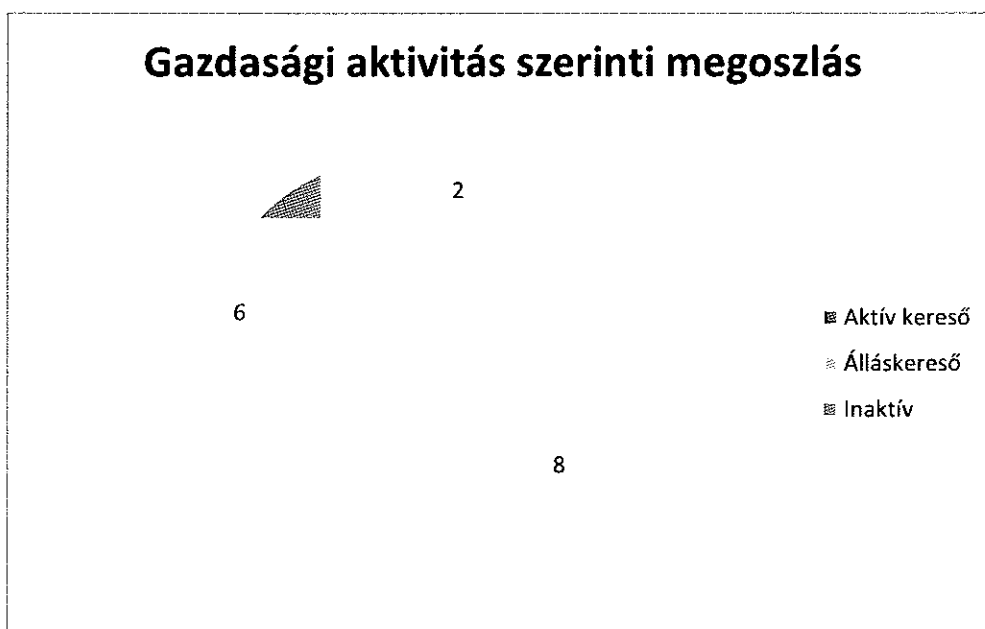 Gazdasági aktivitás szerinti megoszlás
2
6
8
Aktív kereső
Álláskereső
Inaktív